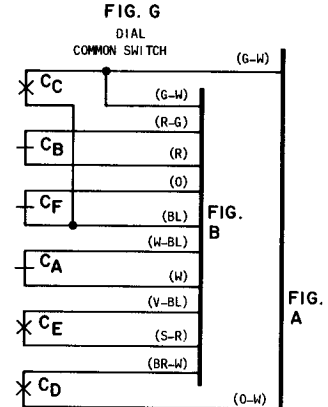 FIG. G
DIAL
COMMON SWITCH
(G-W)
CC
(G-W)
(R-G)
CB
(R)
(O)
CF
(BL)
FIG.
B
(W-BL)
CA
(W)
(V-BL)
FIG.
A
CE
(S-R)
(BR-W)
CD
(O-W)